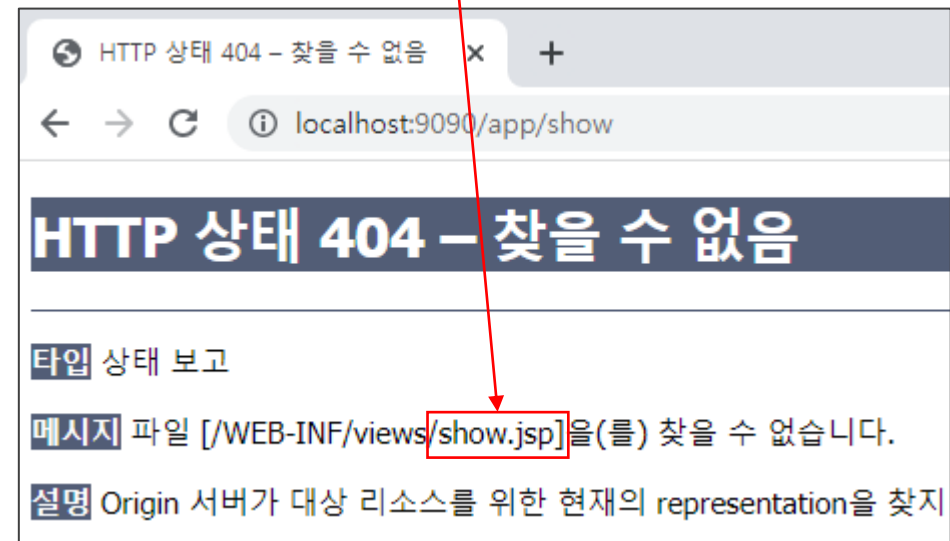 HTTP 상태 404 – 찾을 수 없음
localhost:9090/app/show
HTTP 상태 404 – 찾을 수 없음
타입 상태 보고
메시지 파일 [/WEB-INF/views/show.jsp]을(를) 찾을 수 없습니다.
설명 Origin 서버가 대상 리소스를 위한 현재의 representation을 찾지